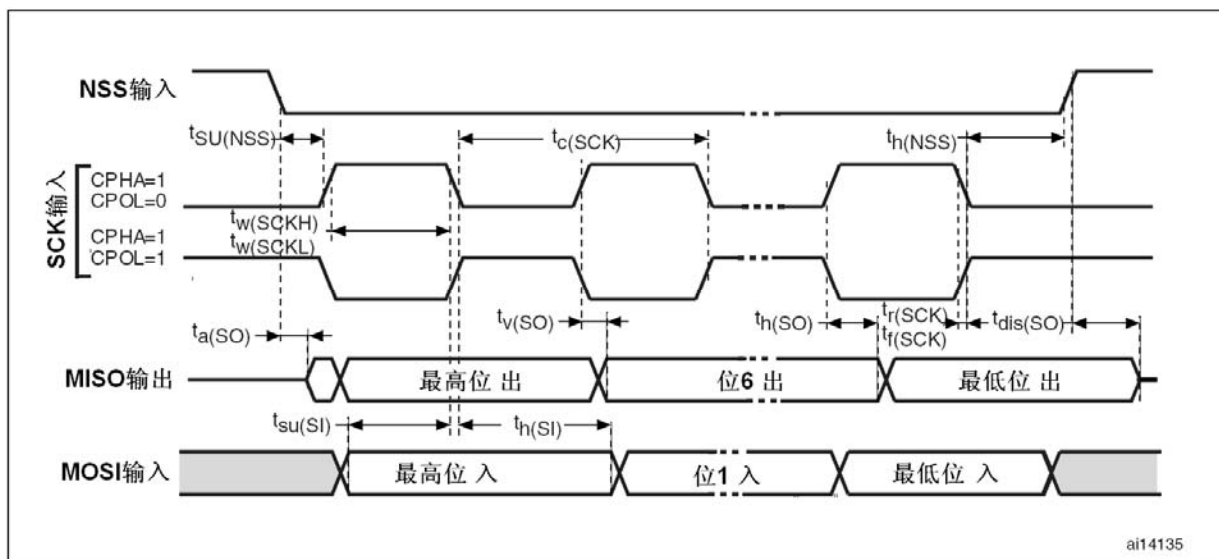 NSS输入
tSU(NSS)
tc(SCK)
th(NSS)
SCK输入
CPHA=1
CPOL=0
tw(SCKH)
tw(SCKL)
CPHA=1
CPOL=1
ta(SO)
tv(SO)
th(SO)
tr(SCK)
tf(SCK)
tdis(SO)
MISO输出
最高位 出
位6 出
最低位 出
tsu(SI)
th(SI)
MOSI输入
最高位 入
位1 入
最低位 入
ai14135